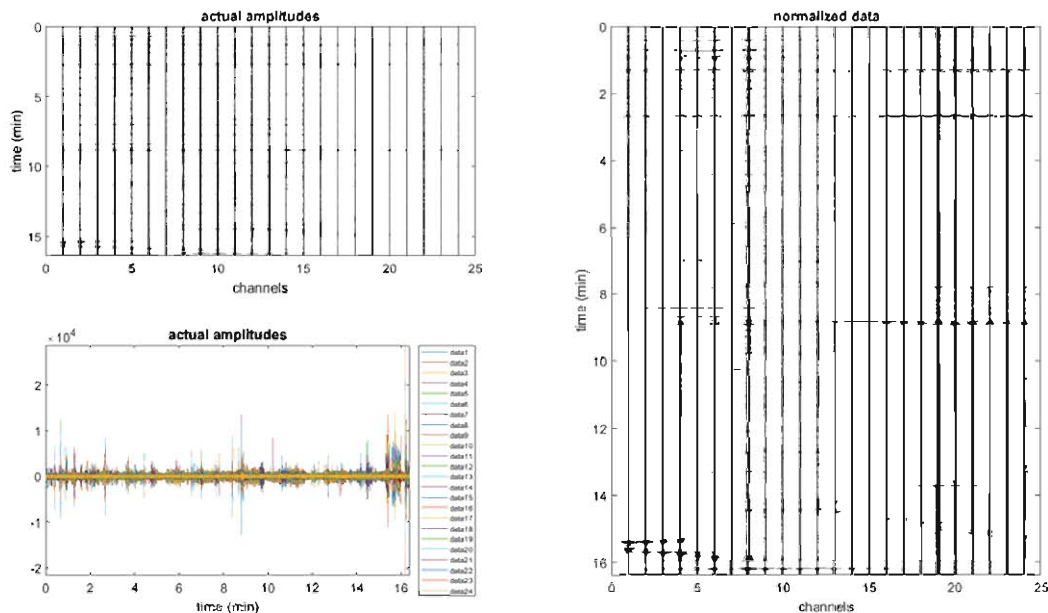 actual amplitudes
0
5
10
15
time (min)
0 5 10 15 20 25
channels
actual amplitudes
× 10⁴
2
1
0
-1
-2
0 2 4 6 8 10 12 14 16
time (min)
data1
data2
data3
data4
data5
data6
data7
data8
data9
data10
data11
data12
data13
data14
data15
data16
data17
data18
data19
data20
data21
data22
data23
data24
normalized data
0
2
4
6
8
10
12
14
16
time (min)
0 5 10 15 20 25
channels